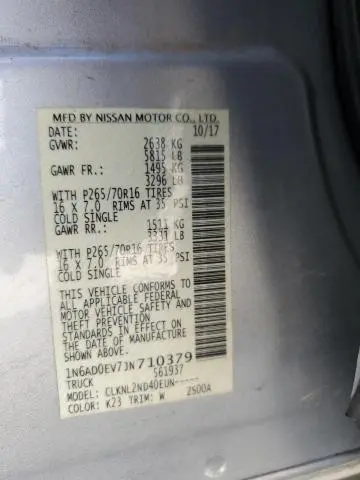 MFD BY NISSAN MOTOR CO., LTD.
DATE: 10/17
GVWR: 2638 KG
5815 LB
GAWR FR.: 1495 KG
3296 LB
WITH P265/70R16 TIRES
16 X 7.0 RIMS AT 35 PSI
COLD SINGLE
GAWR RR.: 1511 KG
3331 LB
WITH P265/70R16 TIRES
16 X 7.0 RIMS AT 35 PSI
COLD SINGLE
THIS VEHICLE CONFORMS TO
ALL APPLICABLE FEDERAL
MOTOR VEHICLE SAFETY AND
THEFT PREVENTION
STANDARDS IN EFFECT ON
THE DATE OF MANUFACTURE
SHOWN ABOVE.
1N6AD0EV7JN710379
TRUCK 561937
MODEL: CLKNL2ND40EUN-----
COLOR: K23 TRIM: W ZS00A